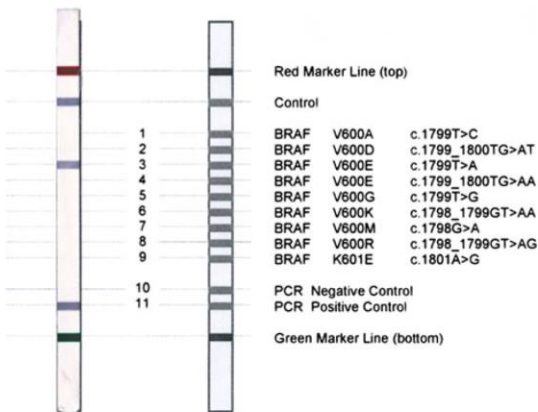 Red Marker Line (top)
Control
1 BRAF V600A c.1799T>C
2 BRAF V600D c.1799_1800TG>AT
3 BRAF V600E c.1799T>A
4 BRAF V600E c.1799_1800TG>AA
5 BRAF V600G c.1799T>G
6 BRAF V600K c.1798_1799GT>AA
7 BRAF V600M c.1798G>A
8 BRAF V600R c.1798_1799GT>AG
9 BRAF K601E c.1801A>G
10 PCR Negative Control
11 PCR Positive Control
Green Marker Line (bottom)